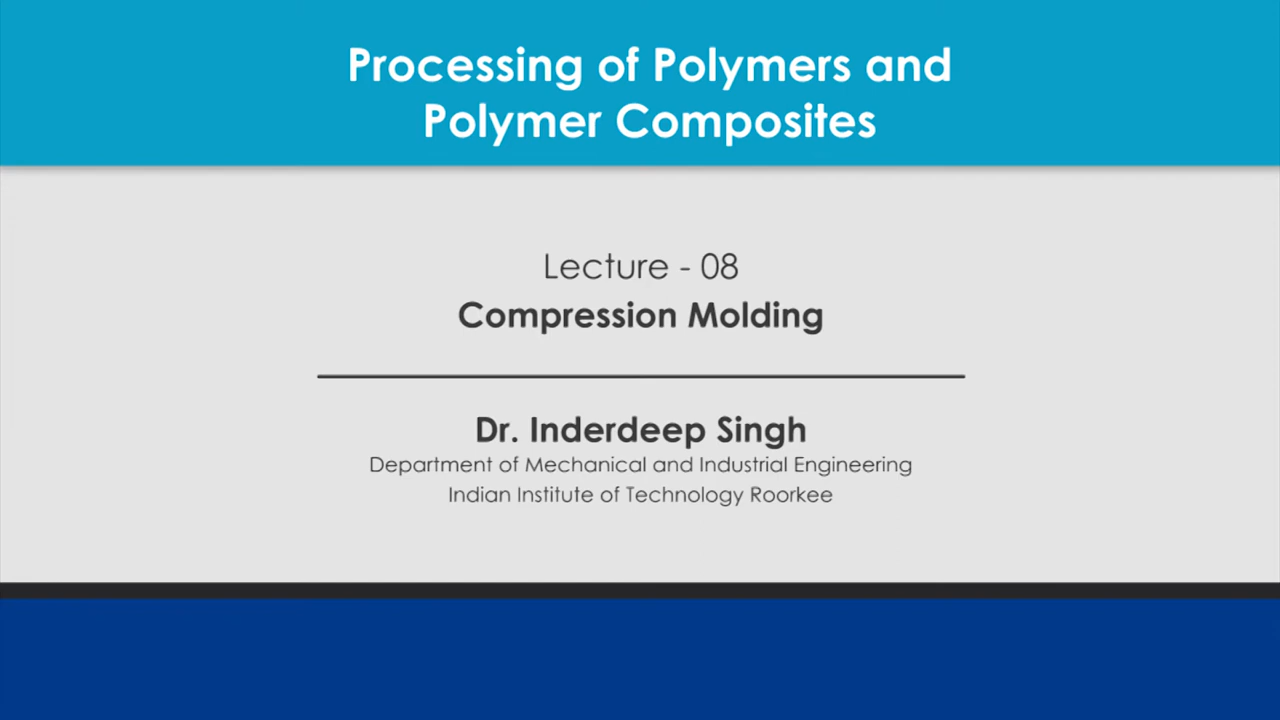 Processing of Polymers and
Polymer Composites
Lecture - 08
Compression Molding
Dr. Inderdeep Singh
Department of Mechanical and Industrial Engineering
Indian Institute of Technology Roorkee